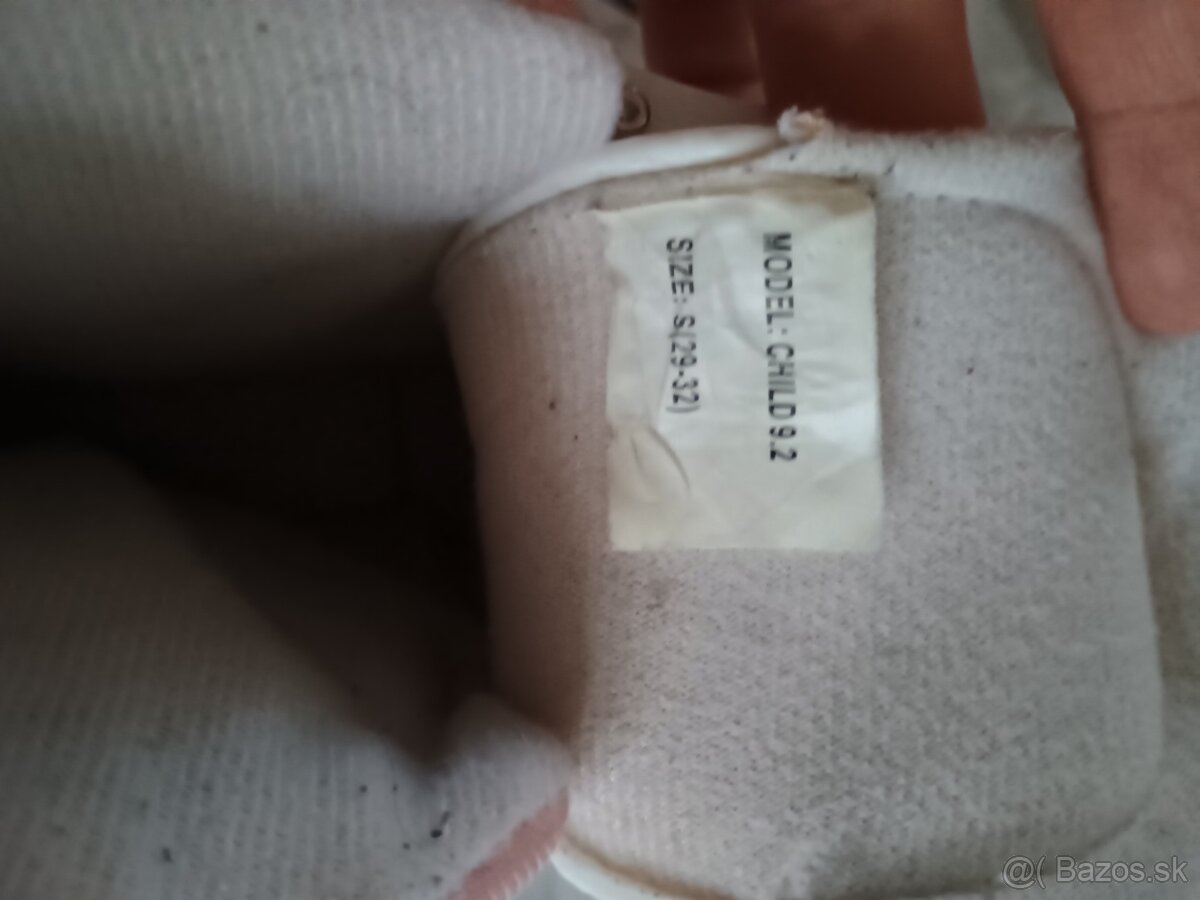 MODEL: CHILD 9.2
SIZE: S(29-32)
@( Bazos.sk